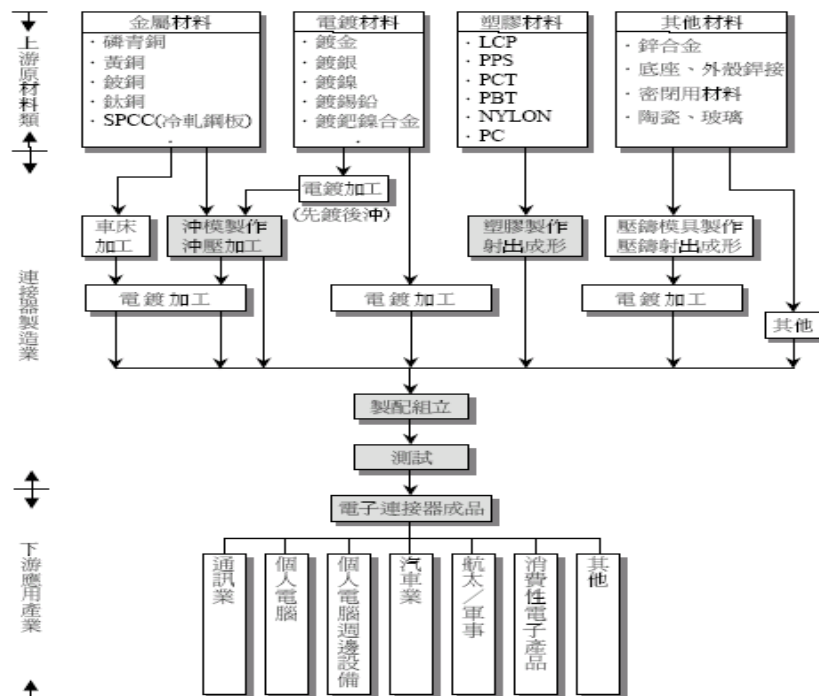 上游原材料類
金屬材料
· 磷青銅
· 黃銅
· 鈹銅
· 鈦銅
· SPCC(冷軋鋼板)
·
電鍍材料
· 鍍金
· 鍍銀
· 鍍鎳
· 鍍錫鉛
· 鍍鈀鎳合金
·
塑膠材料
· LCP
· PPS
· PCT
· PBT
· NYLON
· PC
其他材料
· 鋅合金
· 底座、外殼銲接
· 密閉用材料
· 陶瓷、玻璃
連接器製造業
電鍍加工
(先鍍後沖)
車床
加工
沖模製作
沖壓加工
塑膠製作
射出成形
壓鑄模具製作
壓鑄射出成形
電鍍加工
電鍍加工
電鍍加工
其他
製配組立
測試
電子連接器成品
下游應用產業
通訊業
個人電腦
個人電腦週邊設備
汽車業
航太／軍事
消費性電子產品
其他